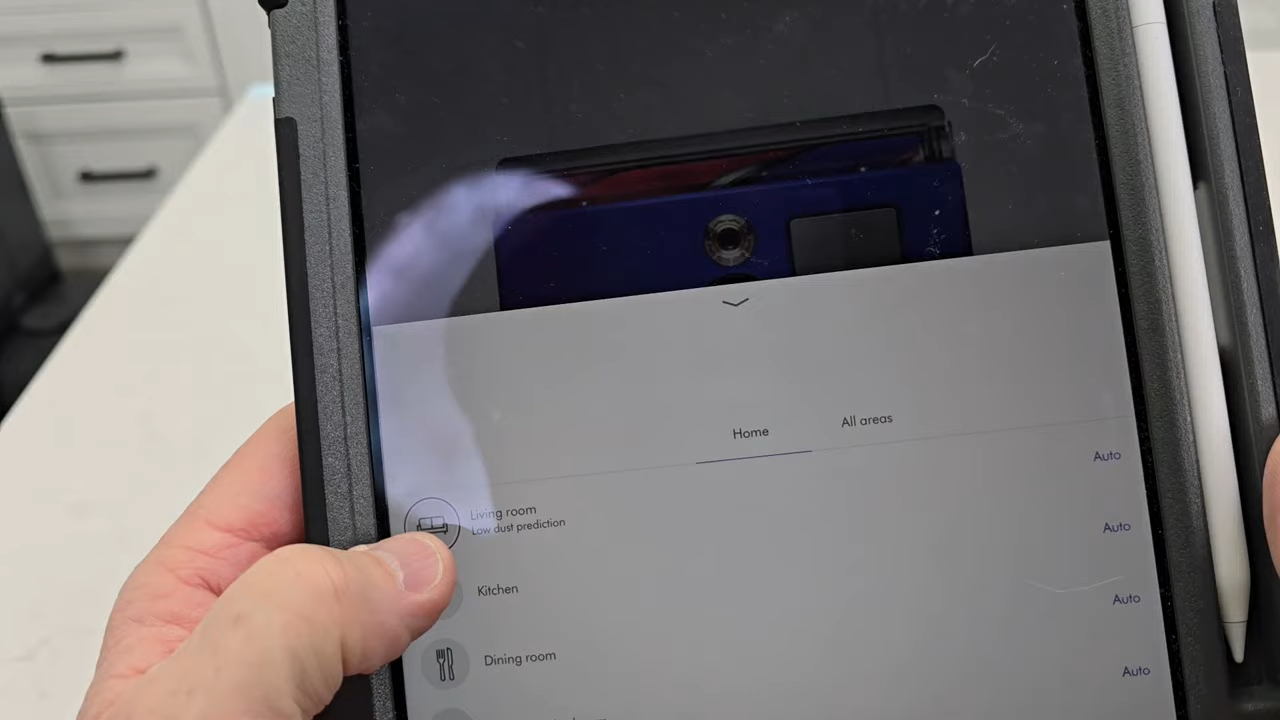 Home
All areas
Auto
Living room
Low dust prediction
Auto
Kitchen
Auto
Dining room
Auto